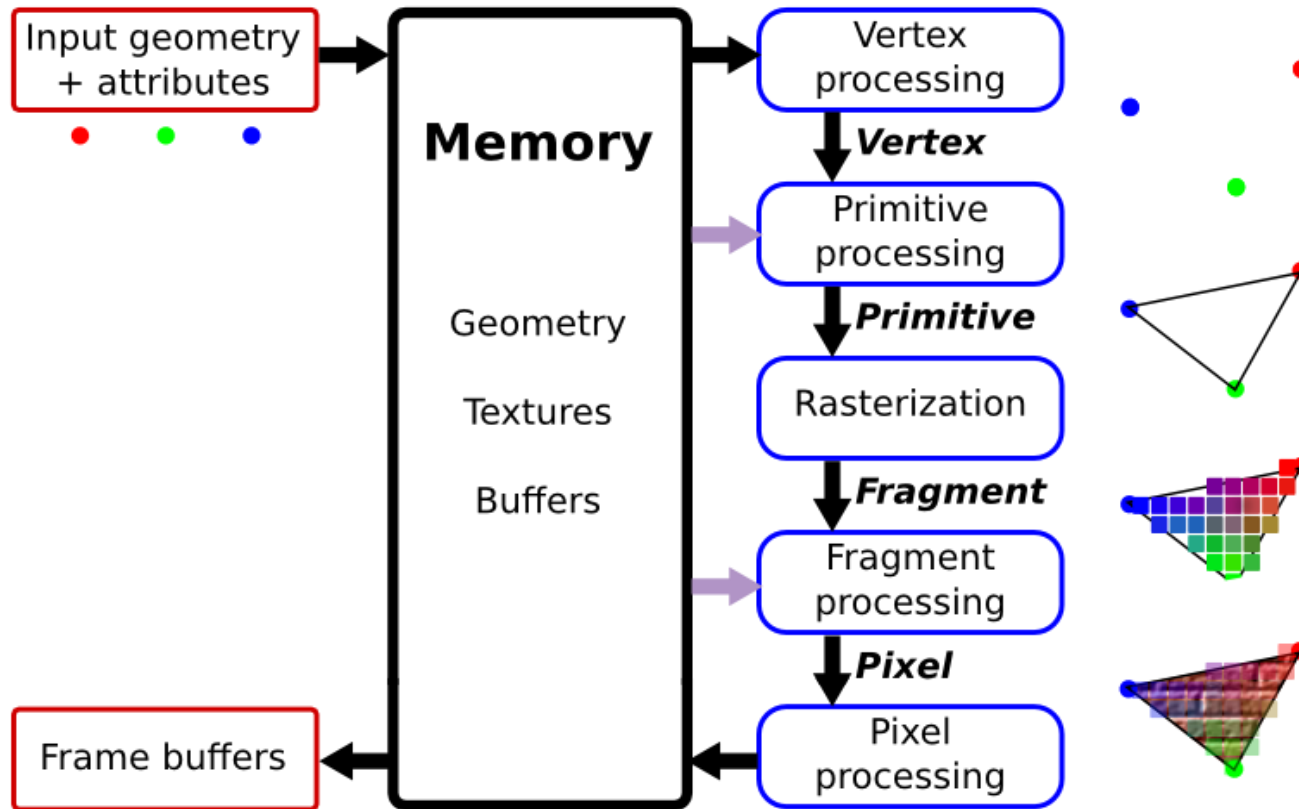 Input geometry
+ attributes
Memory
Geometry
Textures
Buffers
Vertex
processing
Vertex
Primitive
processing
Primitive
Rasterization
Fragment
Fragment
processing
Pixel
Pixel
processing
Frame buffers